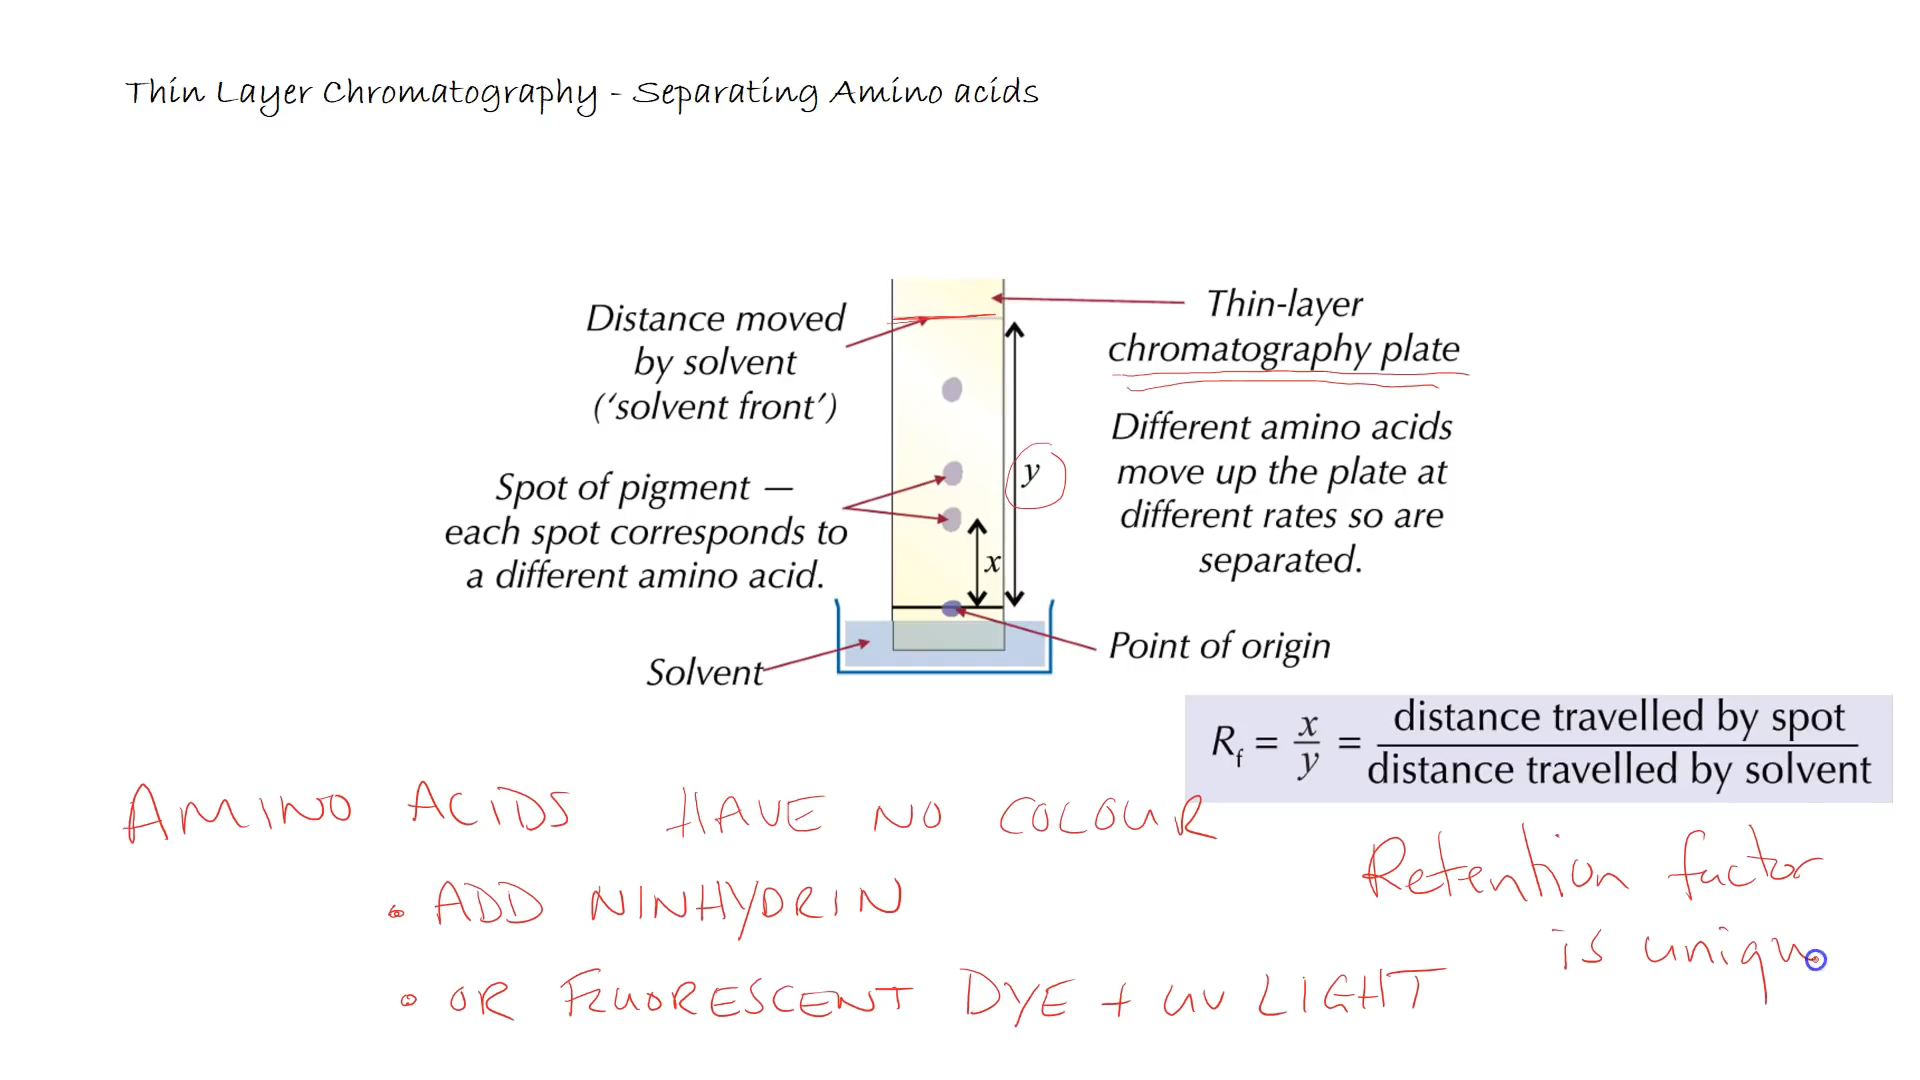 Thin Layer Chromatography - Separating Amino acids
Distance moved
by solvent
(‘solvent front’)
Thin-layer
chromatography plate
Different amino acids
move up the plate at
different rates so are
separated.
Spot of pigment —
each spot corresponds to
a different amino acid.
y
x
Solvent
Point of origin
Rf = x/y = distance travelled by spot
distance travelled by solvent
AMINO ACIDS HAVE NO COLOUR
• ADD NINHYDRIN
• OR FLUORESCENT DYE + UV LIGHT
Retention factor
is uniqu